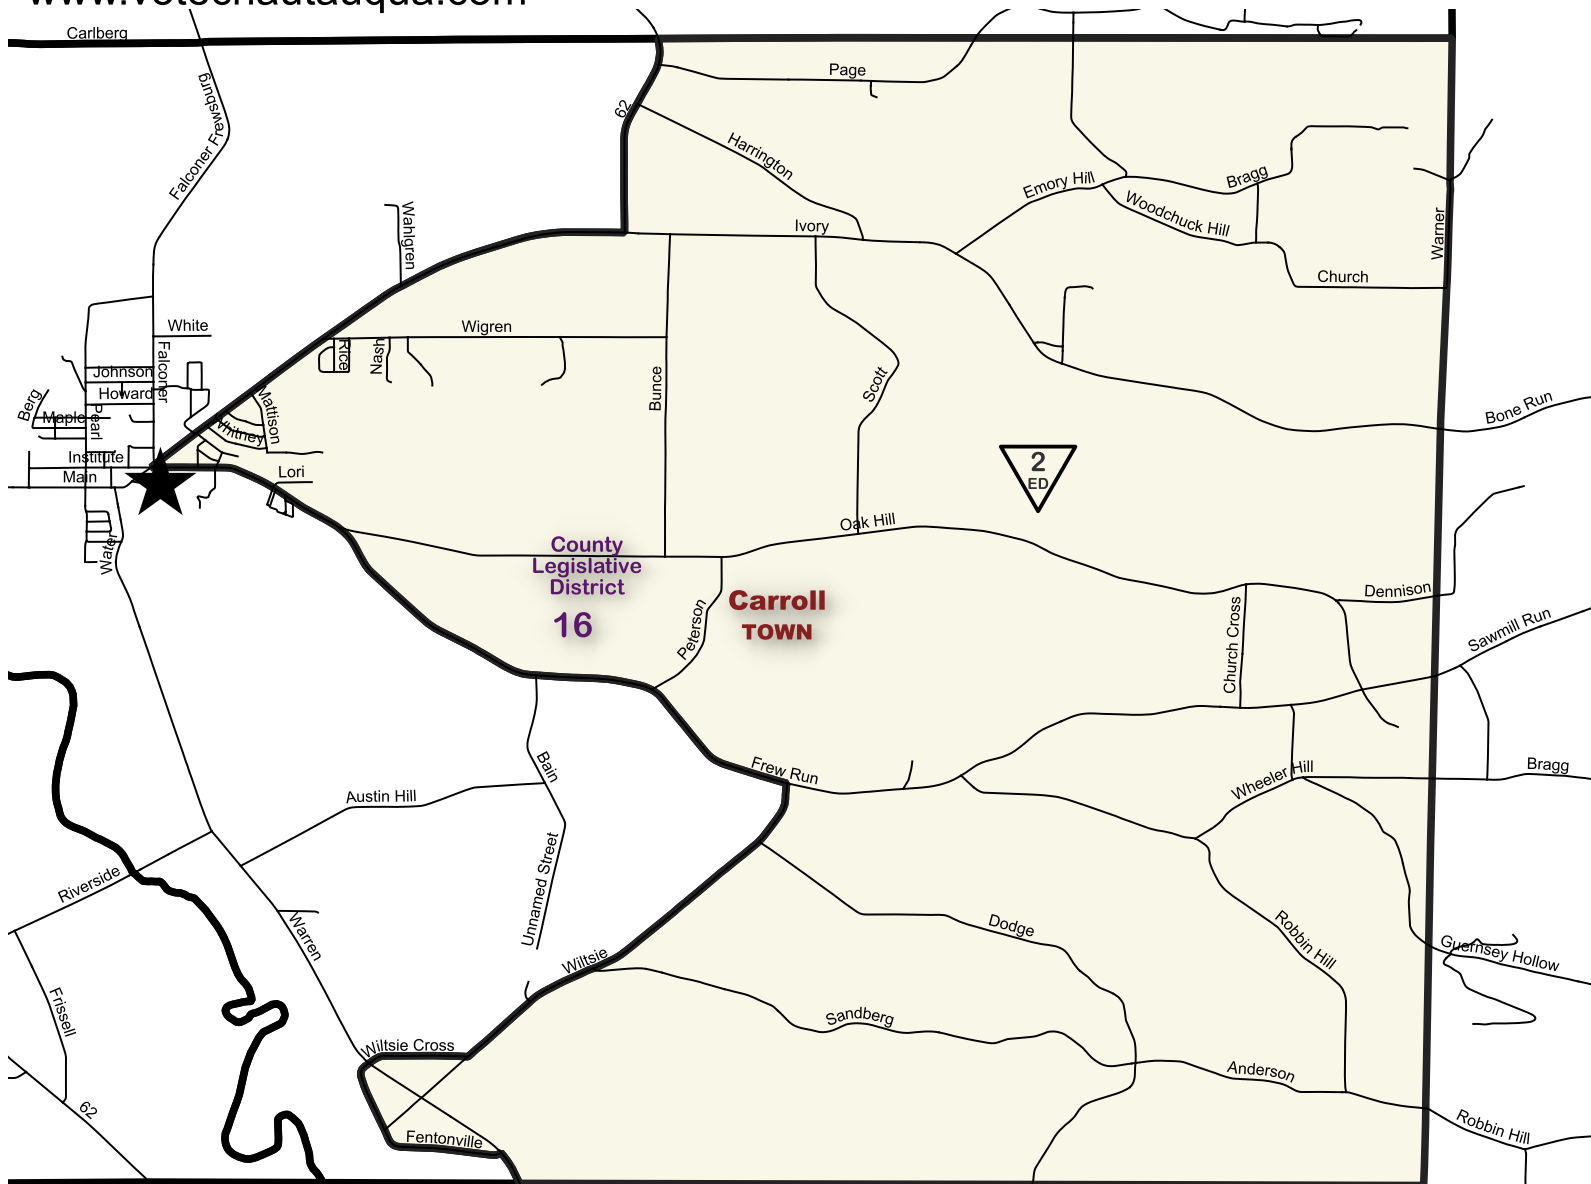 www.votechautauqua.com
Carlberg
Page
Falconer Frewsburg
62
Harrington
Emory Hill
Bragg
Woodchuck Hill
Warner
Wahlgren
Ivory
Church
White
Wigren
Falconer
Rice
Nash
Johnson
Howard
Berg
Maple
Pearl
Mattison
Whitney
Bunce
Scott
Bone Run
Institute
Main
Lori
2
ED
Oak Hill
Water
County
Legislative
District
16
Carroll
TOWN
Peterson
Church Cross
Dennison
Sawmill Run
Bain
Frew Run
Wheeler Hill
Bragg
Austin Hill
Unnamed Street
Riverside
Warren
Dodge
Robbin Hill
Guernsey Hollow
Wiltsie
Frissell
Sandberg
Wiltsie Cross
Anderson
62
Fentonville
Robbin Hill